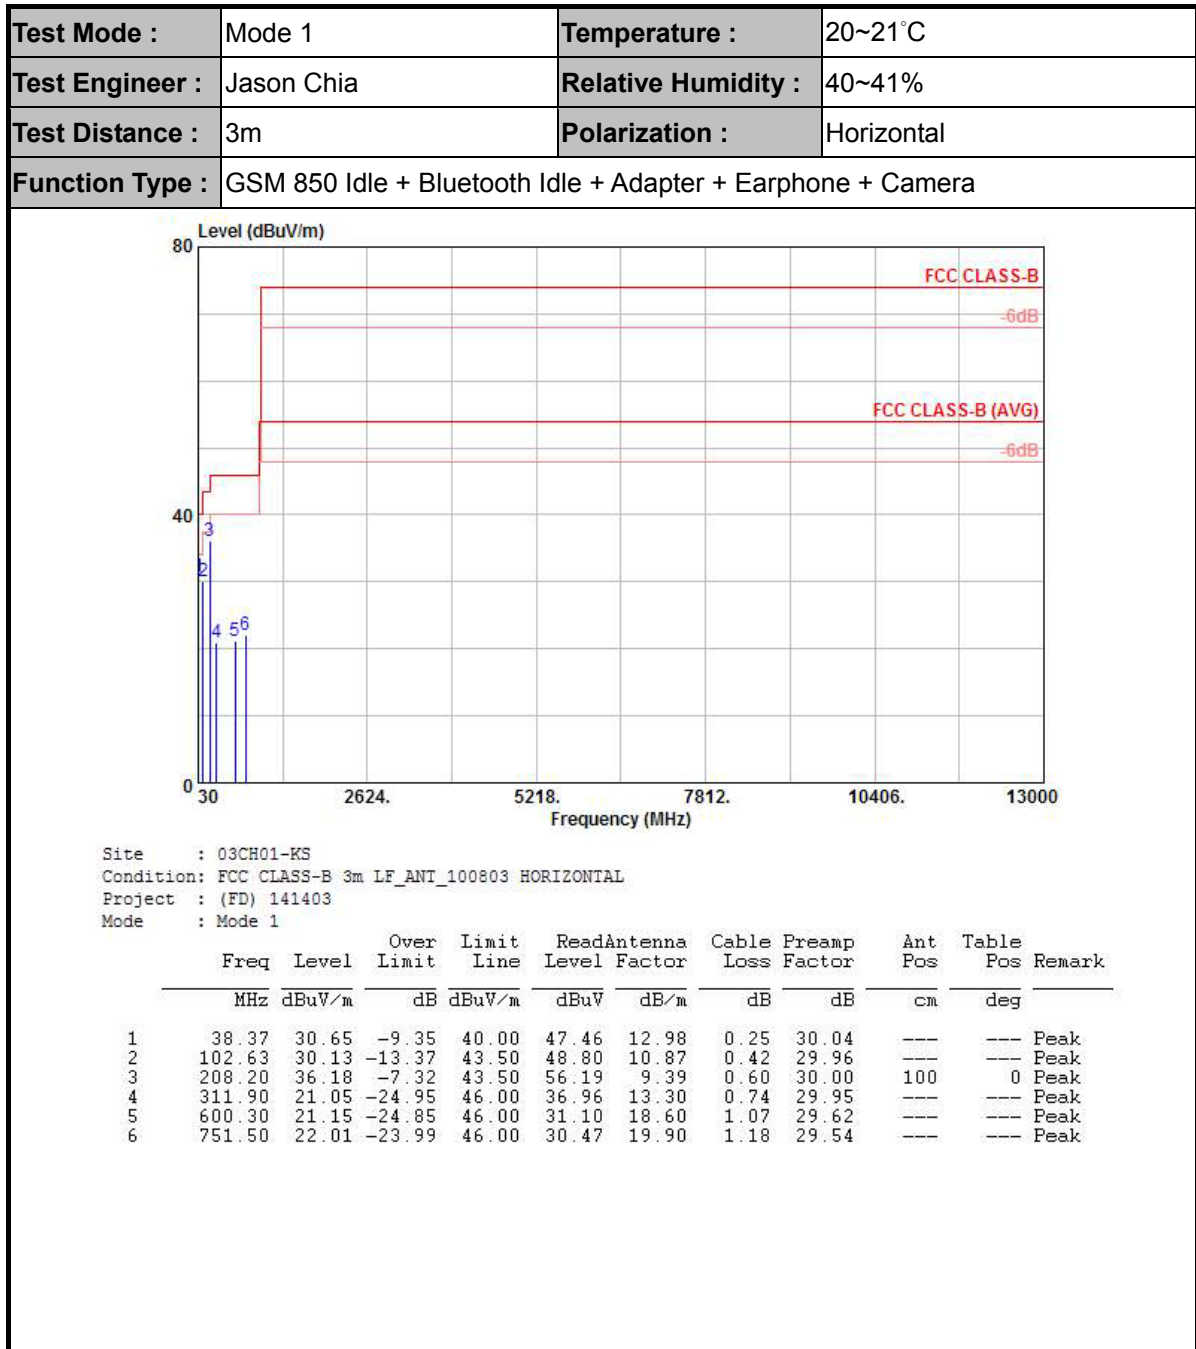 Test Mode : Mode 1 Temperature : 20~21°C
Test Engineer : Jason Chia Relative Humidity : 40~41%
Test Distance : 3m Polarization : Horizontal
Function Type : GSM 850 Idle + Bluetooth Idle + Adapter + Earphone + Camera
Level (dBuV/m)
80
FCC CLASS-B
-6dB
FCC CLASS-B (AVG)
-6dB
40
3
2
4 5 6
0
30 2624. 5218. 7812. 10406. 13000
Frequency (MHz)
Site : 03CH01-KS
Condition: FCC CLASS-B 3m LF_ANT_100803 HORIZONTAL
Project : (FD) 141403
Mode : Mode 1
Over Limit ReadAntenna Cable Preamp Ant Table
Freq Level Limit Line Level Factor Loss Factor Pos Pos Remark
MHz dBuV/m dB dBuV/m dBuV dB/m dB dB cm deg
1 38.37 30.65 -9.35 40.00 47.46 12.98 0.25 30.04 --- --- Peak
2 102.63 30.13 -13.37 43.50 48.80 10.87 0.42 29.96 --- --- Peak
3 208.20 36.18 -7.32 43.50 56.19 9.39 0.60 30.00 100 0 Peak
4 311.90 21.05 -24.95 46.00 36.96 13.30 0.74 29.95 --- --- Peak
5 600.30 21.15 -24.85 46.00 31.10 18.60 1.07 29.62 --- --- Peak
6 751.50 22.01 -23.99 46.00 30.47 19.90 1.18 29.54 --- --- Peak